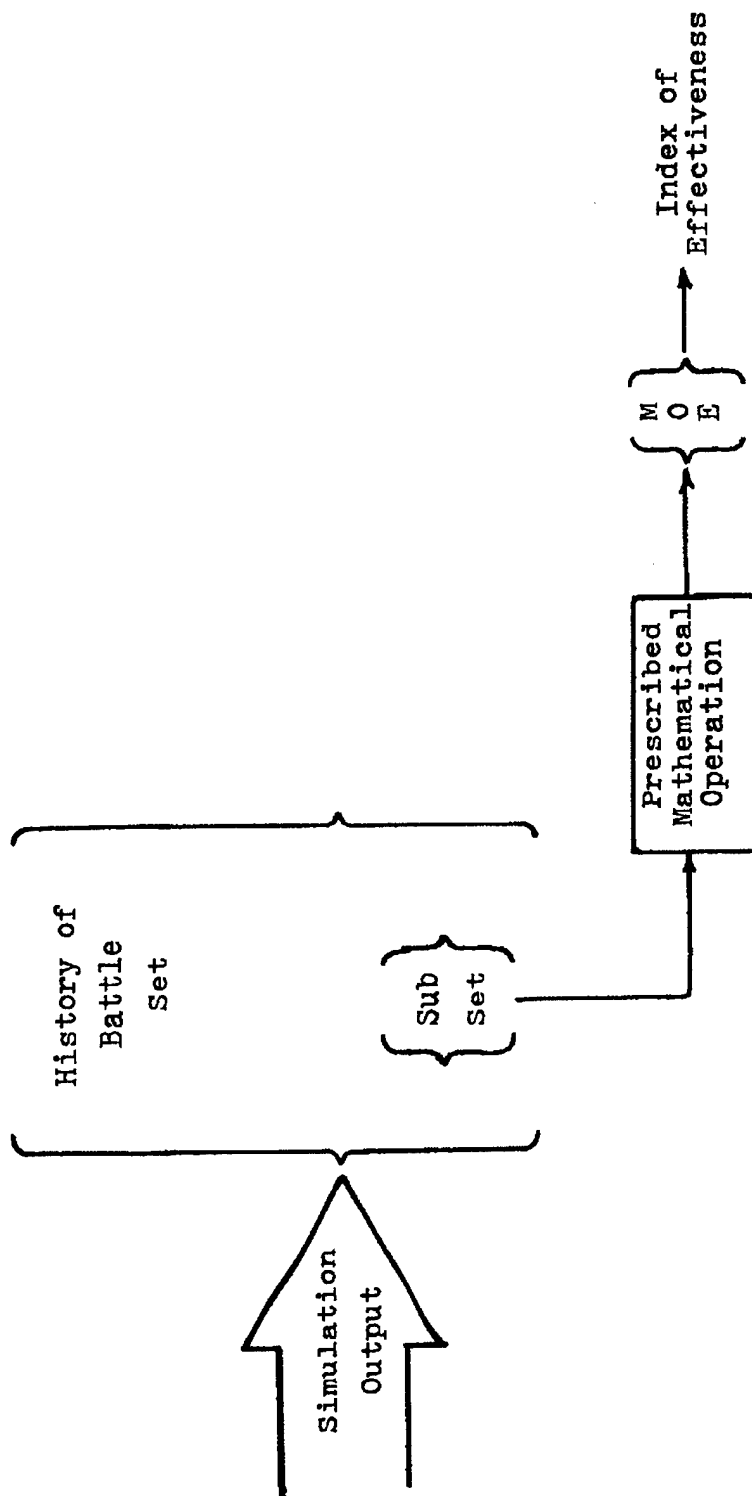 Simulation
Output
History of
Battle
Set
Sub
Set
Prescribed
Mathematical
Operation
M
O
E
Index of
Effectiveness